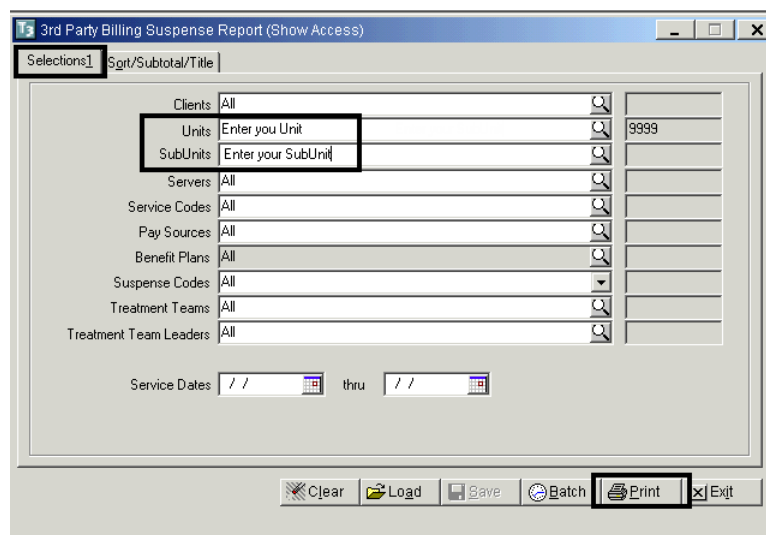 T3 3rd Party Billing Suspense Report (Show Access)
Selections1 Sort/Subtotal/Title
Clients All
Units Enter you Unit 9999
SubUnits Enter your SubUnit
Servers All
Service Codes All
Pay Sources All
Benefit Plans All
Suspense Codes All
Treatment Teams All
Treatment Team Leaders All
Service Dates / / thru / /
Clear Load Save Batch Print Exit